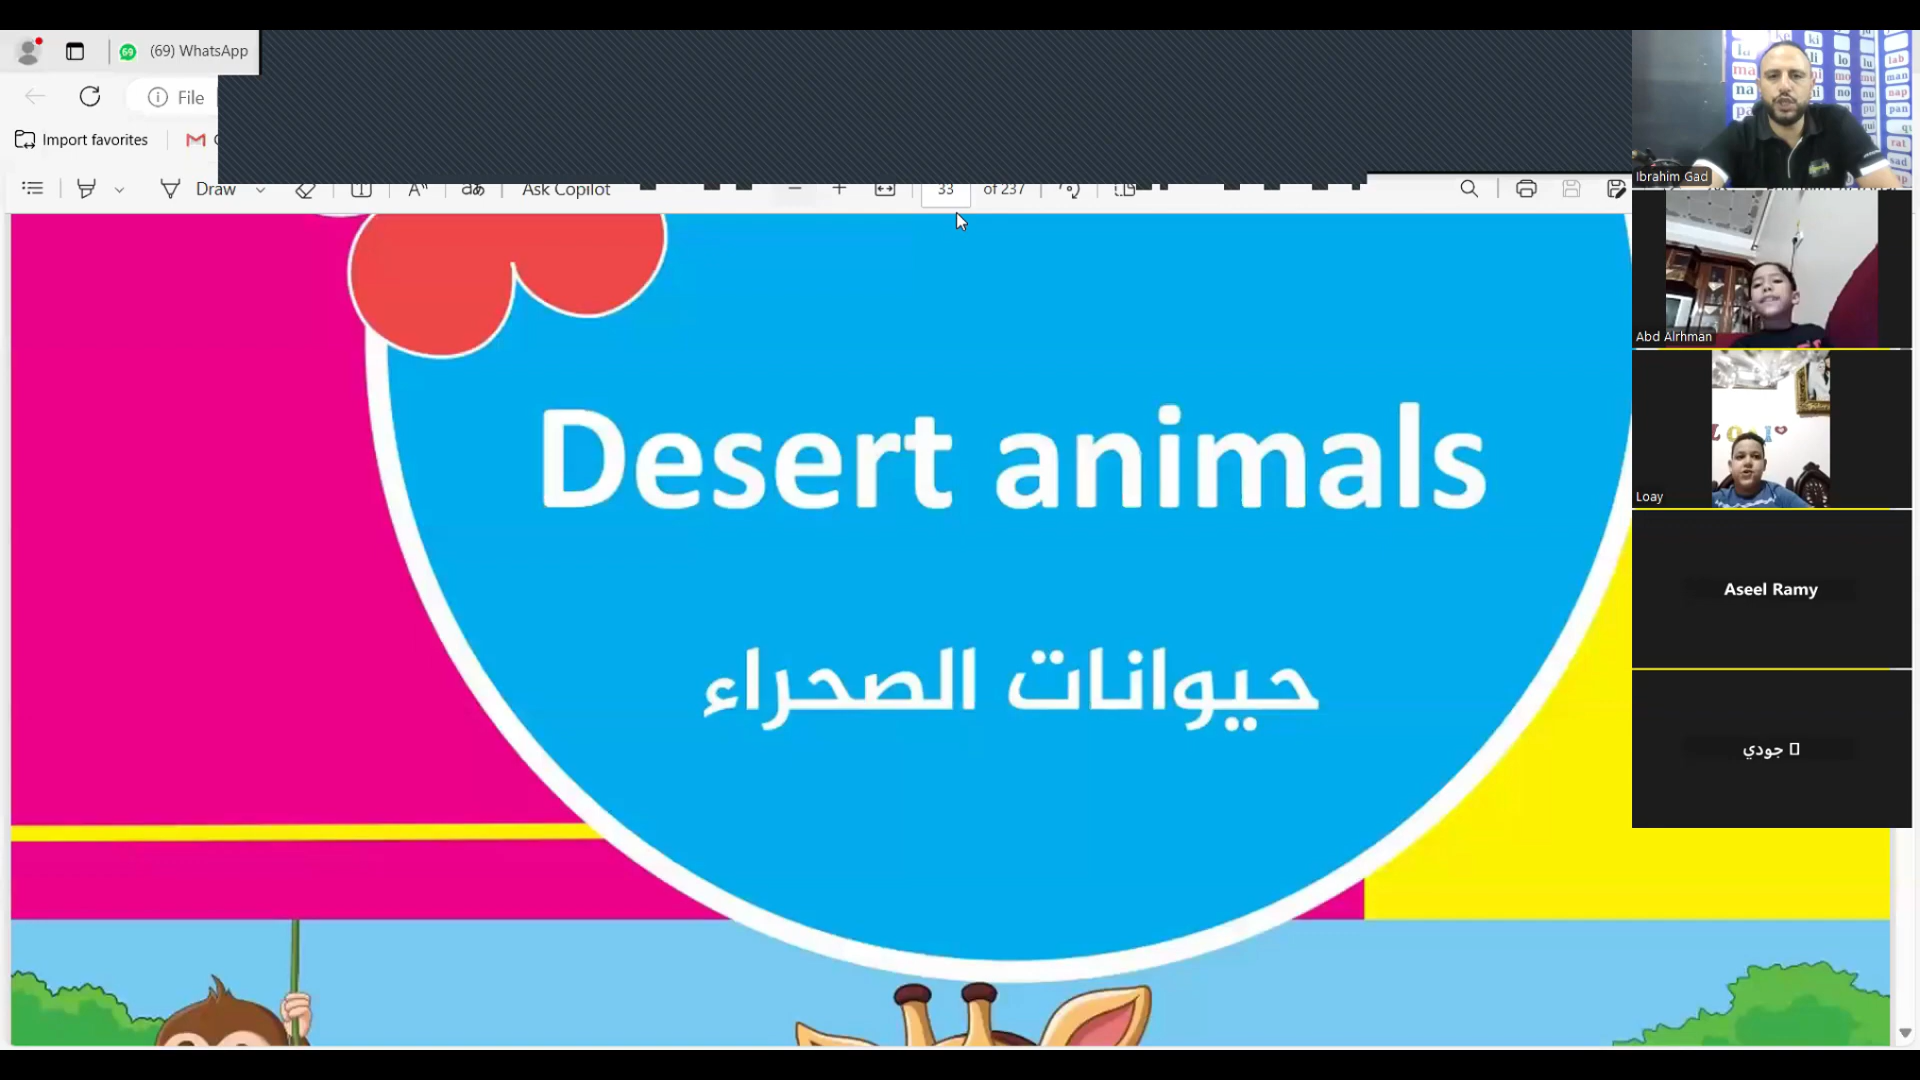 (69) WhatsApp
File
Import favorites
Draw
Ask Copilot
33 of 237
Desert animals
حيوانات الصحراء
Ibrahim Gad
Abd Alrhman
Loay
Aseel Ramy
جودي